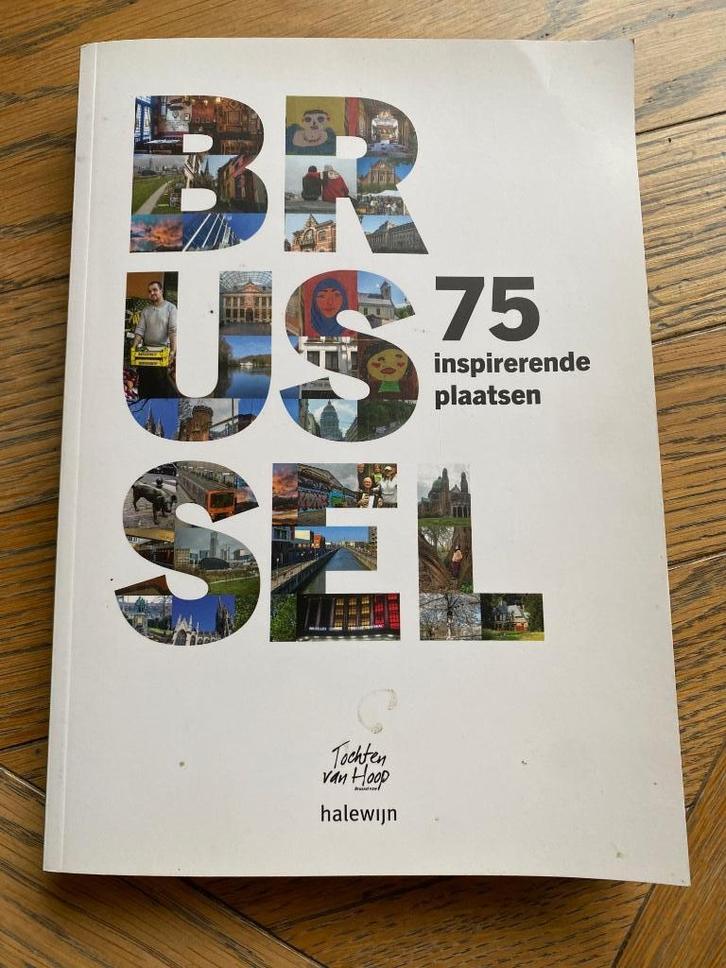 BR
US
SEL
75
inspirerende
plaatsen
Tochten
van Hoop
halewijn